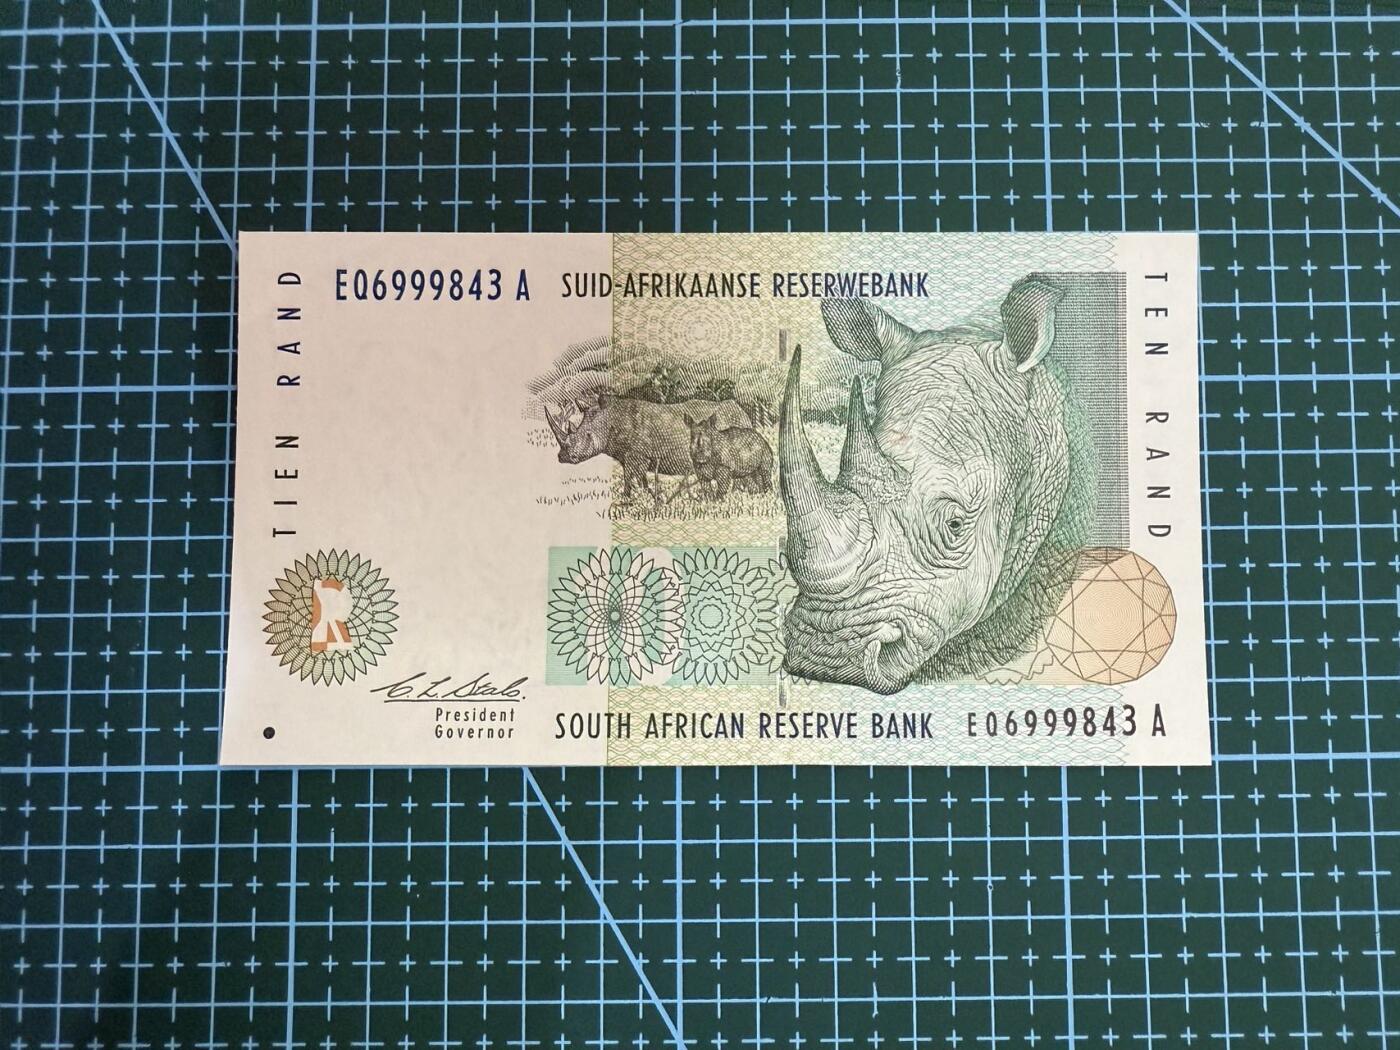 TIEN RAND
EQ6999843 A
SUID-AFRIKAANSE RESERWEBANK
TEN RAND
R
C. L. Stals.
President
Governor
SOUTH AFRICAN RESERVE BANK
EQ6999843 A